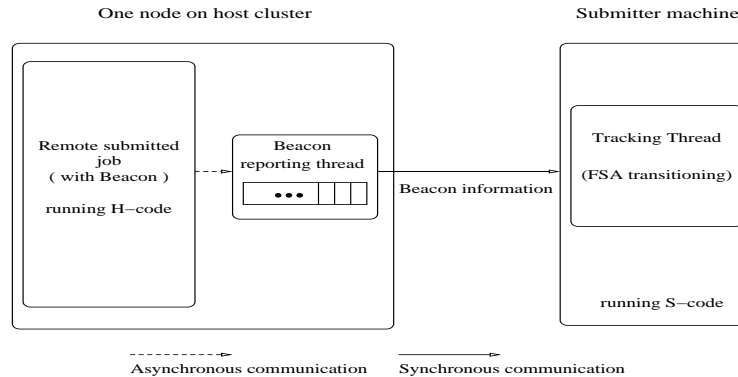 One node on host cluster
Submitter machine
Remote submitted
job
( with Beacon )
running H−code
Beacon
reporting thread
•••
Beacon information
Tracking Thread
(FSA transitioning)
running S−code
Asynchronous communication
Synchronous communication